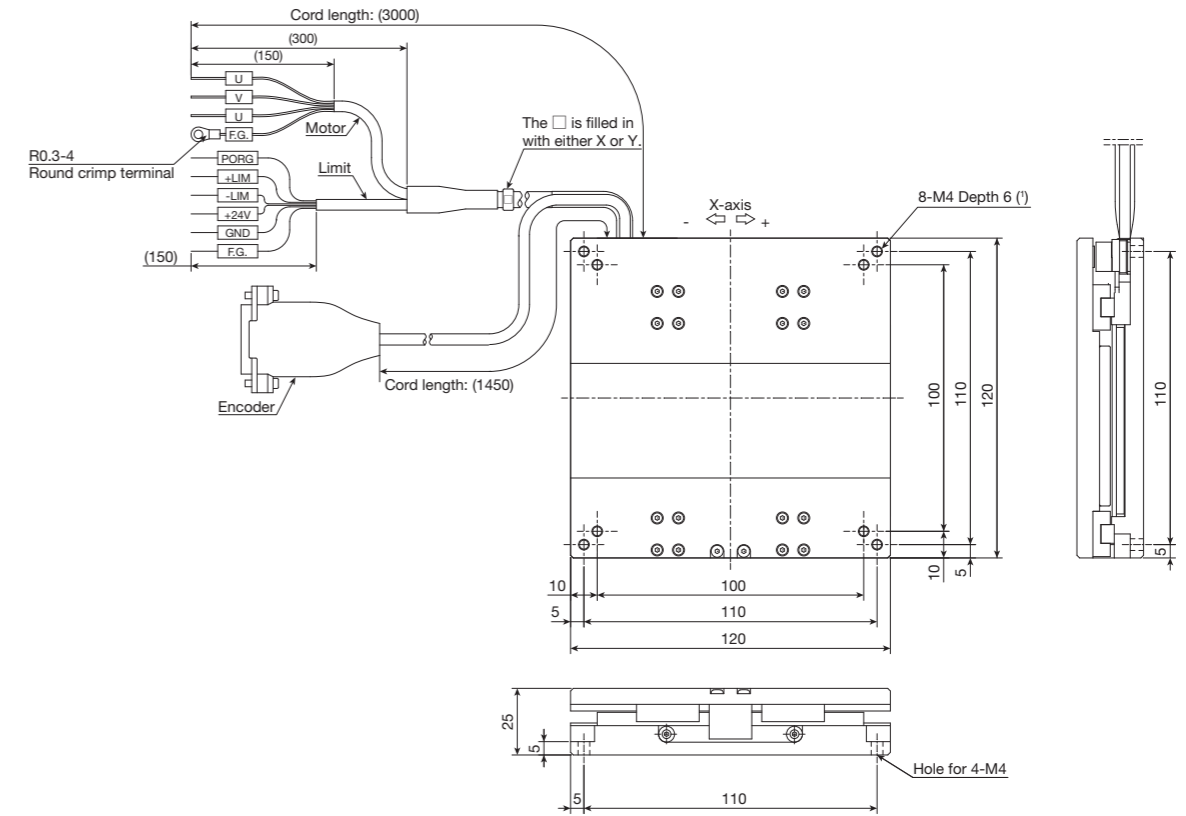 Cord length: (3000)
(300)
(150)
U
V
U
F.G.
Motor
The □ is filled in
with either X or Y.
R0.3-4
Round crimp terminal
PORG
+LIM
-LIM
+24V
GND
F.G.
Limit
(150)
X-axis
- +
8-M4 Depth 6 (¹)
Cord length: (1450)
Encoder
100
110
120
110
10
5
5
10
100
5
110
120
25
5
Hole for 4-M4
5
110